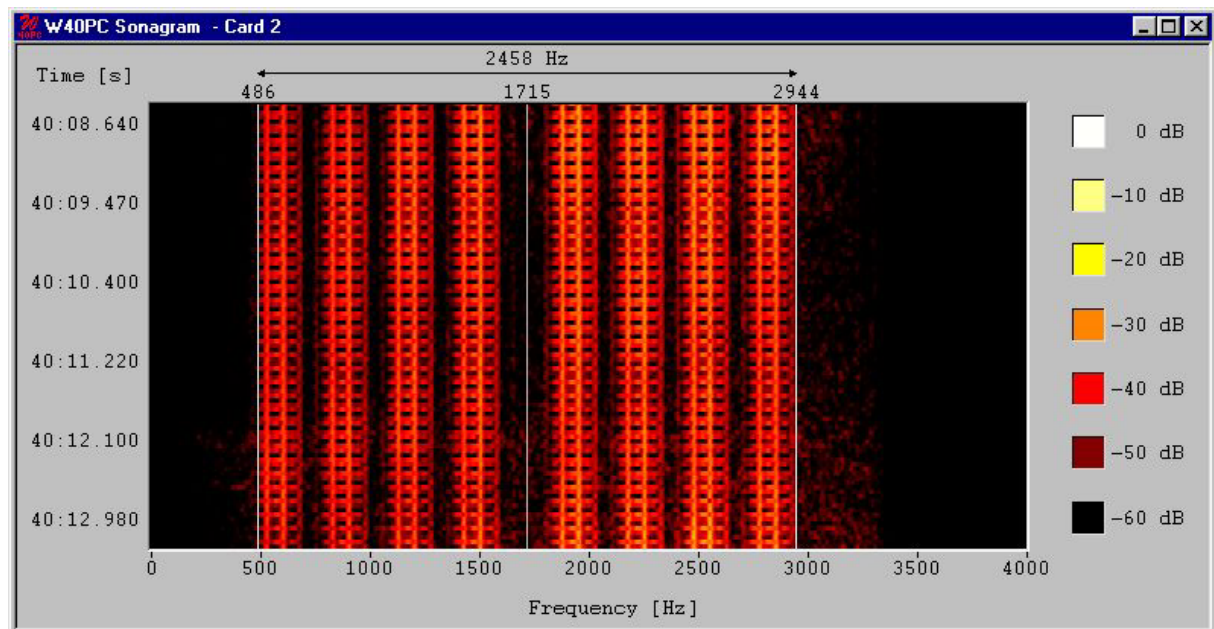 W40PC Sonagram - Card 2
2458 Hz
Time [s]
486 1715 2944
40:08.640
40:09.470
40:10.400
40:11.220
40:12.100
40:12.980
0 500 1000 1500 2000 2500 3000 3500 4000
Frequency [Hz]
0 dB
-10 dB
-20 dB
-30 dB
-40 dB
-50 dB
-60 dB